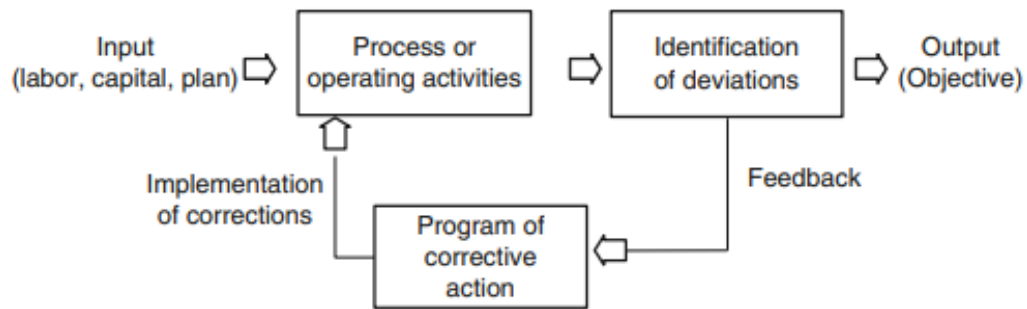 Input
(labor, capital, plan)
Process or
operating activities
Identification
of deviations
Output
(Objective)
Implementation
of corrections
Feedback
Program of
corrective
action